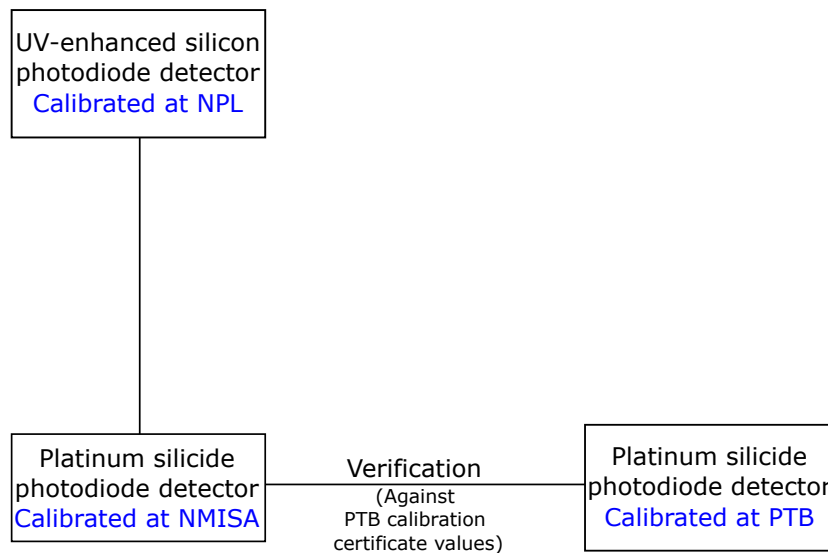 UV-enhanced silicon
photodiode detector
Calibrated at NPL
Platinum silicide
photodiode detector
Calibrated at NMISA
Verification
(Against
PTB calibration
certificate values)
Platinum silicide
photodiode detector
Calibrated at PTB